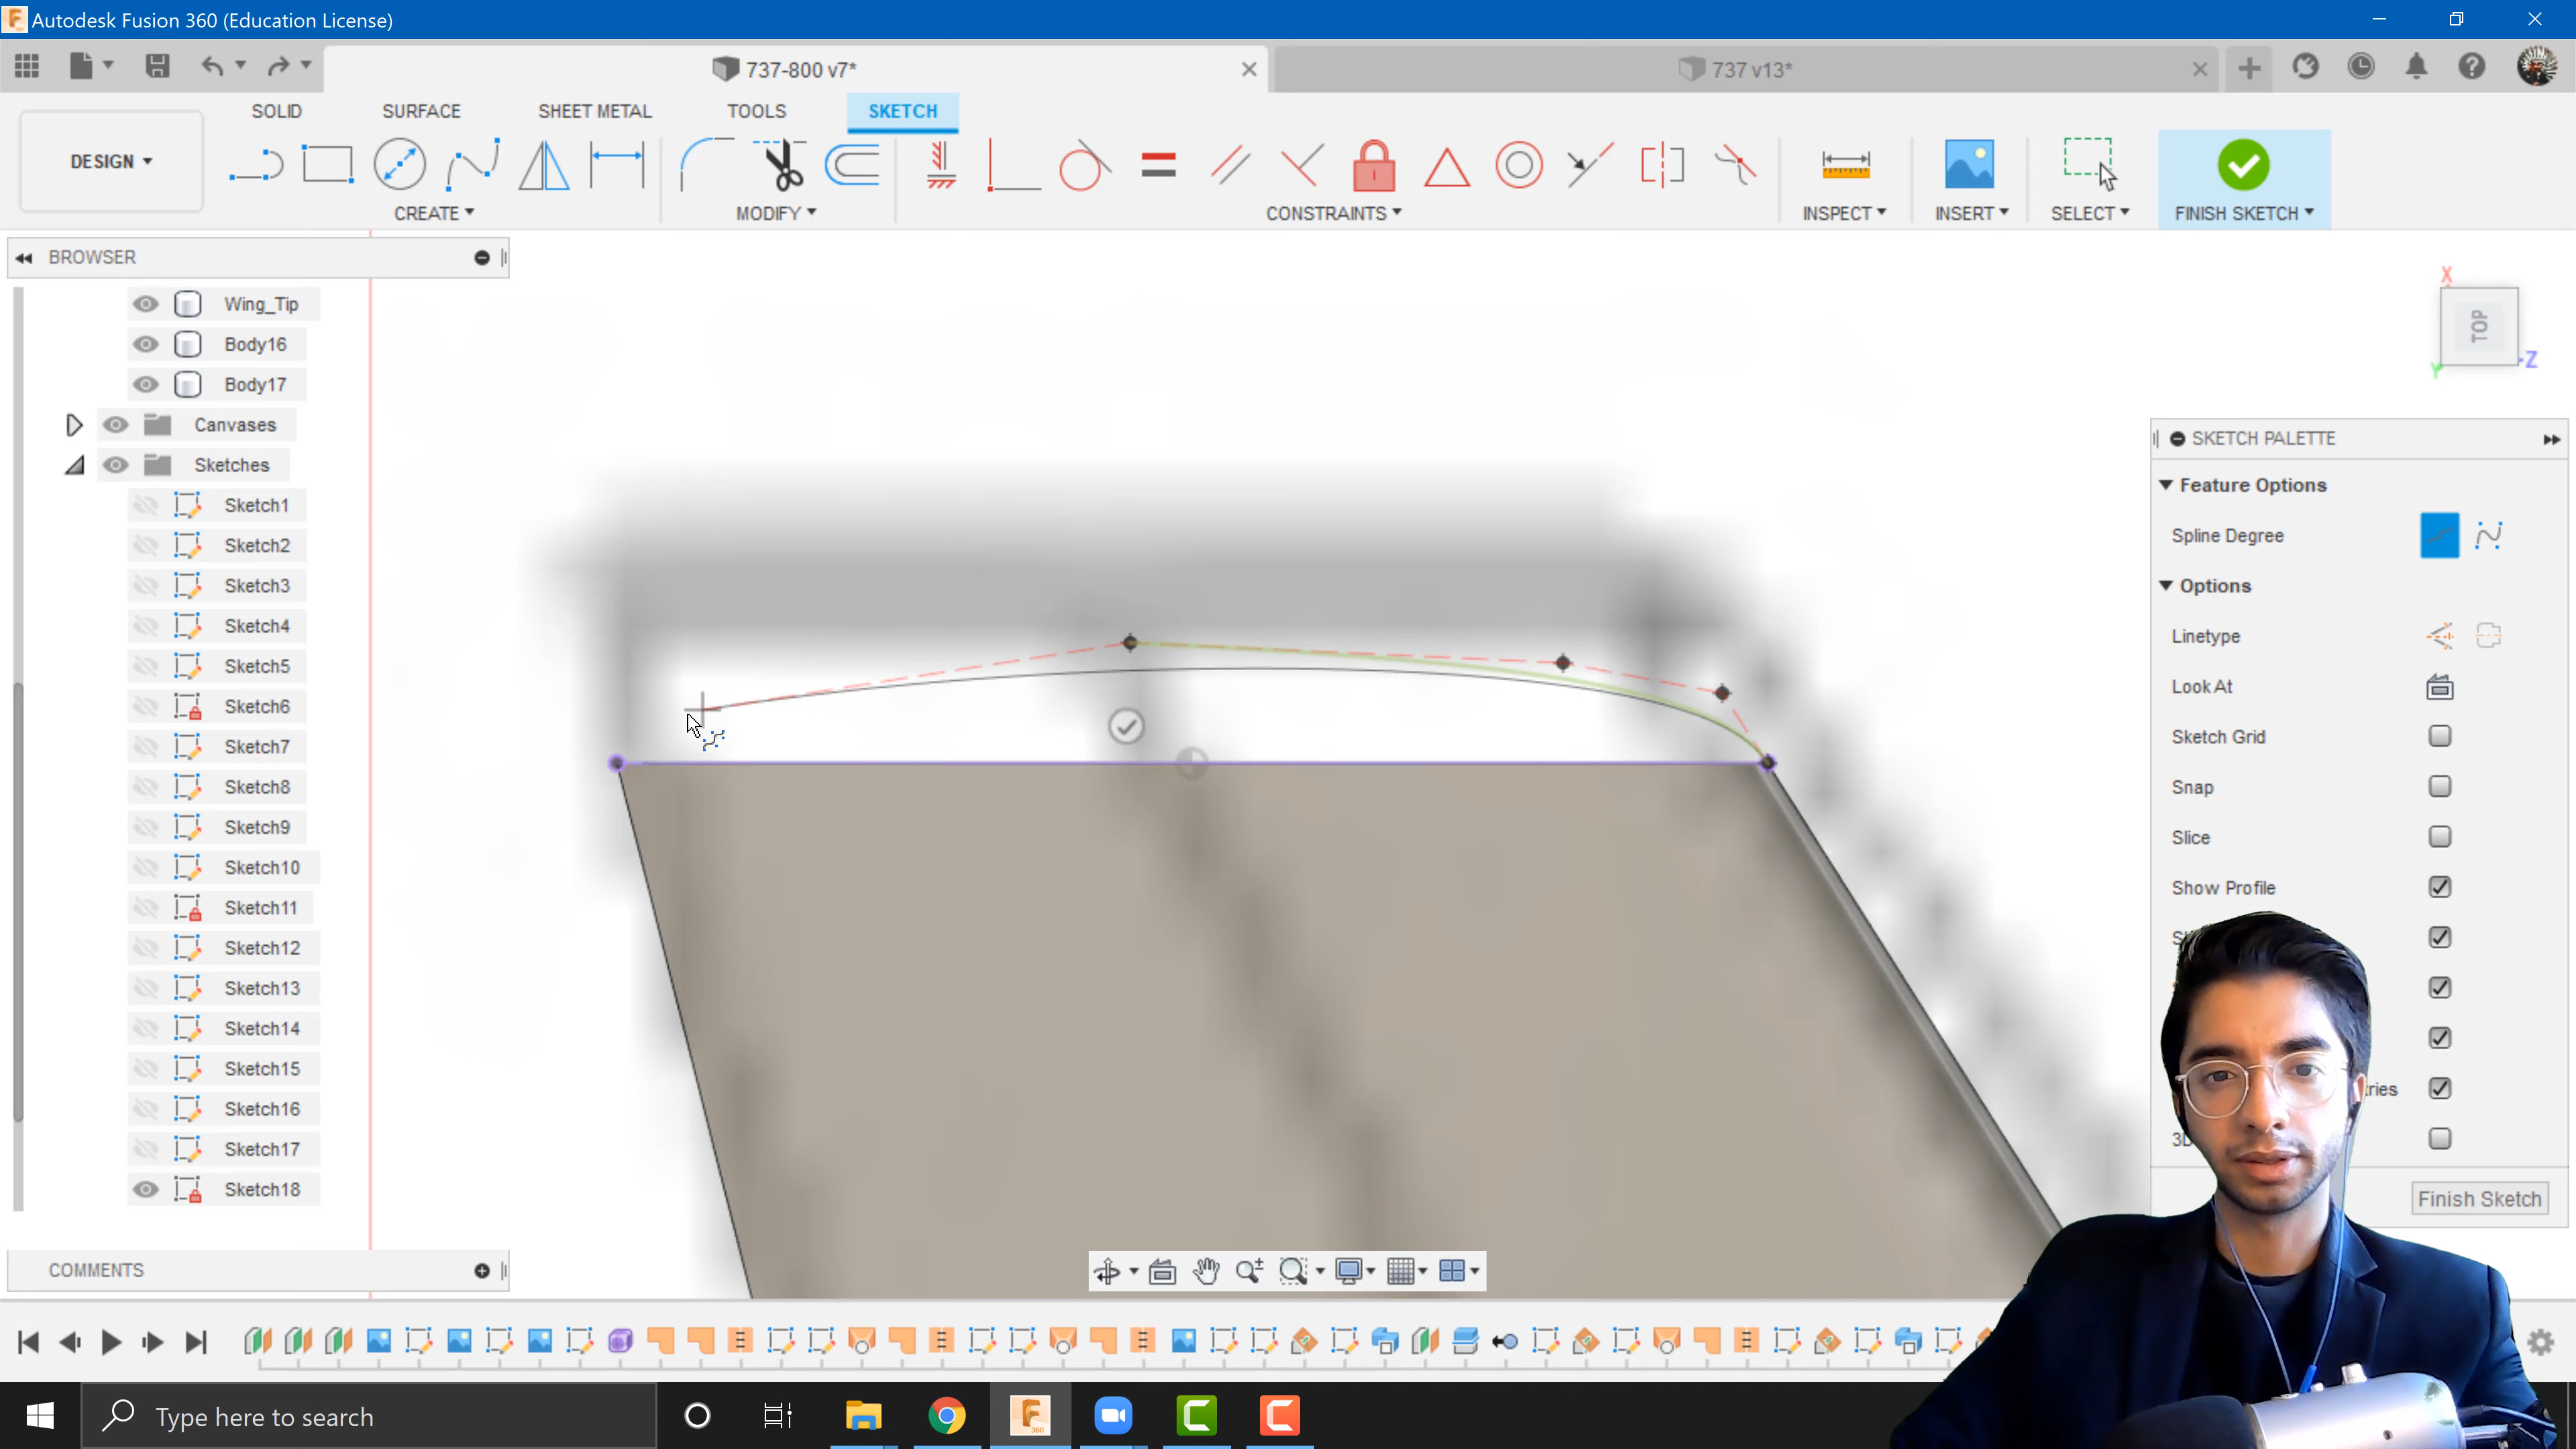 Autodesk Fusion 360 (Education License)
737-800 v7*
737 v13*
SOLID SURFACE SHEET METAL TOOLS SKETCH
DESIGN
CREATE MODIFY CONSTRAINTS INSPECT INSERT SELECT FINISH SKETCH
BROWSER
Wing_Tip
Body16
Body17
Canvases
Sketches
Sketch1
Sketch2
Sketch3
Sketch4
Sketch5
Sketch6
Sketch7
Sketch8
Sketch9
Sketch10
Sketch11
Sketch12
Sketch13
Sketch14
Sketch15
Sketch16
Sketch17
Sketch18
COMMENTS
X
TOP
Y
-Z
SKETCH PALETTE
Feature Options
Spline Degree
Options
Linetype
Look At
Sketch Grid
Snap
Slice
Show Profile
tries
Finish Sketch
Type here to search
F
360